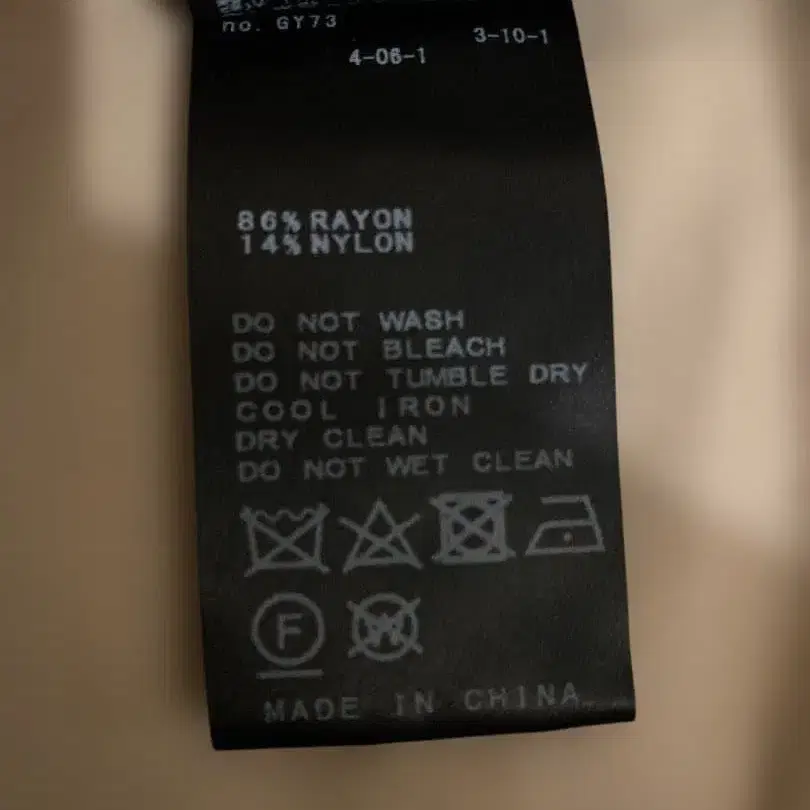 no. GY73
3-10-1
4-06-1
86% RAYON
14% NYLON
DO NOT WASH
DO NOT BLEACH
DO NOT TUMBLE DRY
COOL IRON
DRY CLEAN
DO NOT WET CLEAN
F W
MADE IN CHINA